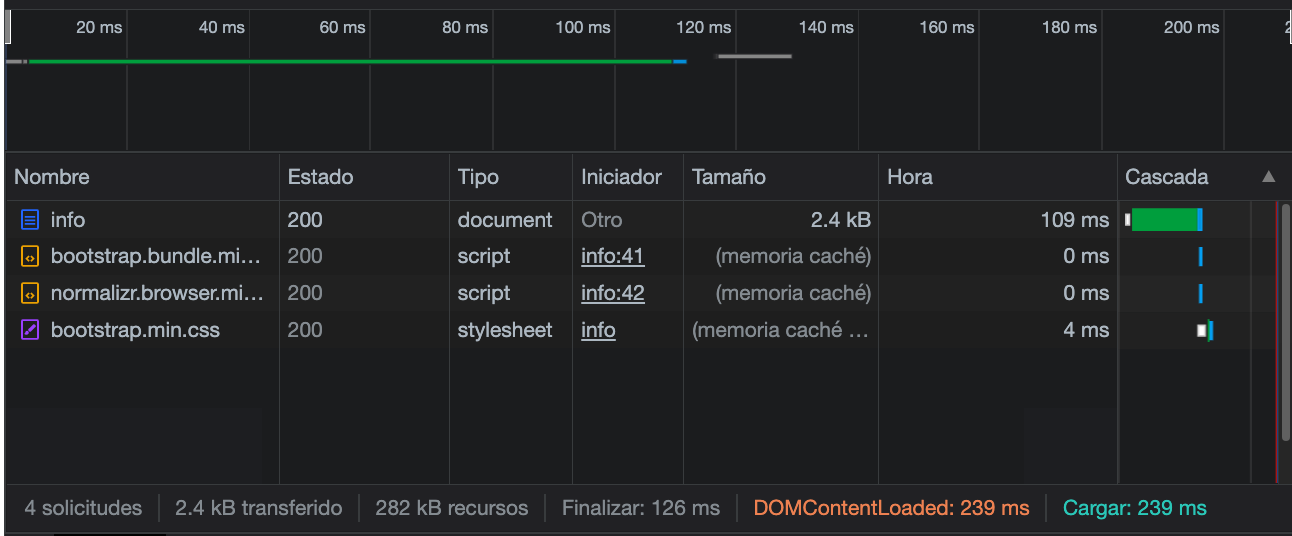 20 ms 40 ms 60 ms 80 ms 100 ms 120 ms 140 ms 160 ms 180 ms 200 ms
Nombre Estado Tipo Iniciador Tamaño Hora Cascada ▲
info 200 document Otro 2.4 kB 109 ms
bootstrap.bundle.mi... 200 script info:41 (memoria caché) 0 ms
normalizr.browser.mi... 200 script info:42 (memoria caché) 0 ms
bootstrap.min.css 200 stylesheet info (memoria caché ... 4 ms
4 solicitudes 2.4 kB transferido 282 kB recursos Finalizar: 126 ms DOMContentLoaded: 239 ms Cargar: 239 ms